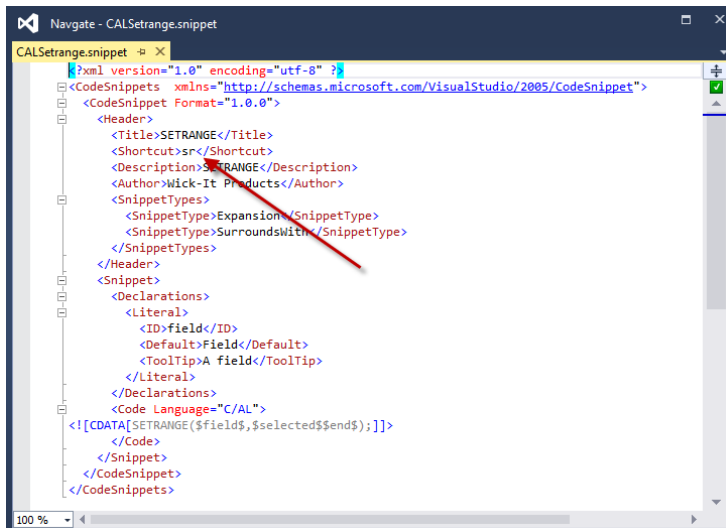 Navgate - CALSetrange.snippet
CALSetrange.snippet
<?xml version="1.0" encoding="utf-8" ?>
<CodeSnippets  xmlns="http://schemas.microsoft.com/VisualStudio/2005/CodeSnippet">
<CodeSnippet Format="1.0.0">
<Header>
<Title>SETRANGE</Title>
<Shortcut>sr</Shortcut>
<Description>SETRANGE</Description>
<Author>Wick-It Products</Author>
<SnippetTypes>
<SnippetType>Expansion</SnippetType>
<SnippetType>SurroundsWith</SnippetType>
</SnippetTypes>
</Header>
<Snippet>
<Declarations>
<Literal>
<ID>field</ID>
<Default>Field</Default>
<ToolTip>A field</ToolTip>
</Literal>
</Declarations>
<Code Language="C/AL">
<![CDATA[SETRANGE($field$,$selected$$end$);]]>
</Code>
</Snippet>
</CodeSnippet>
</CodeSnippets>
100 %